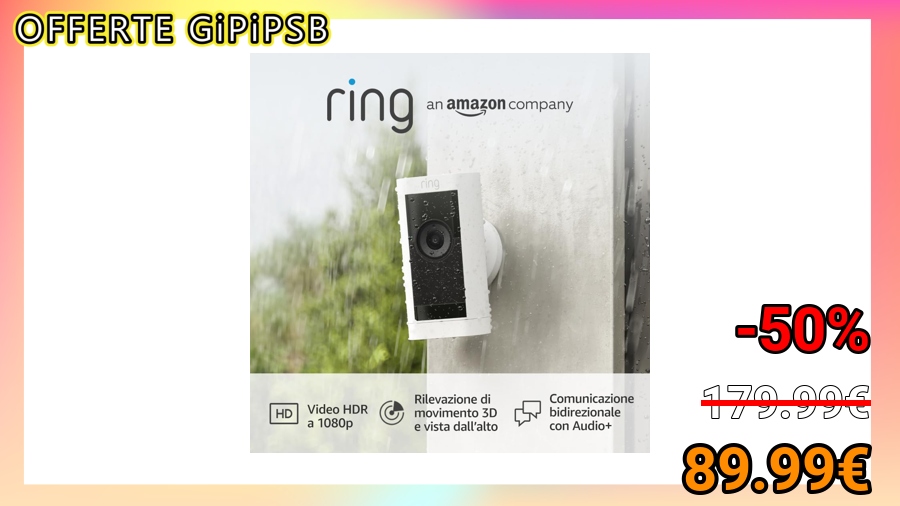 OFFERTE GiPiPSB
ring an amazon company
ring
HD
Video HDR
a 1080p
Rilevazione di
movimento 3D
e vista dall'alto
Comunicazione
bidirezionale
con Audio+
-50%
179.99€
89.99€